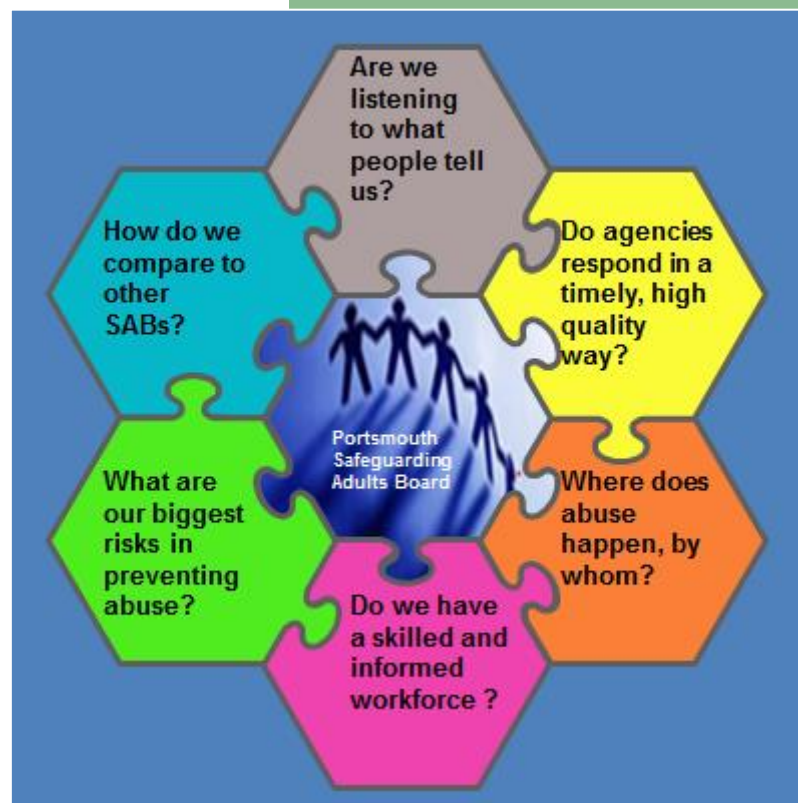 Are we
listening
to what
people tell
us?
How do we
compare to
other
SABs?
Do agencies
respond in a
timely, high
quality
way?
Portsmouth
Safeguarding
Adults Board
What are
our biggest
risks in
preventing
abuse?
Where does
abuse
happen, by
whom?
Do we have
a skilled and
informed
workforce ?